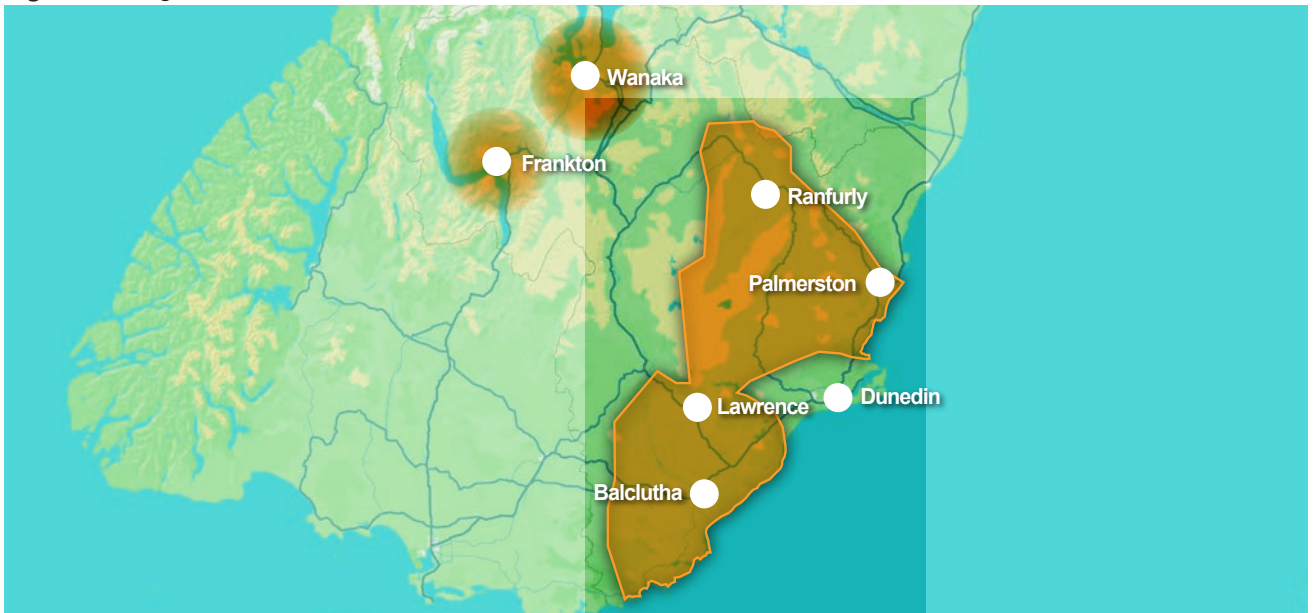 Wanaka
Frankton
Ranfurly
Palmerston
Dunedin
Lawrence
Balclutha